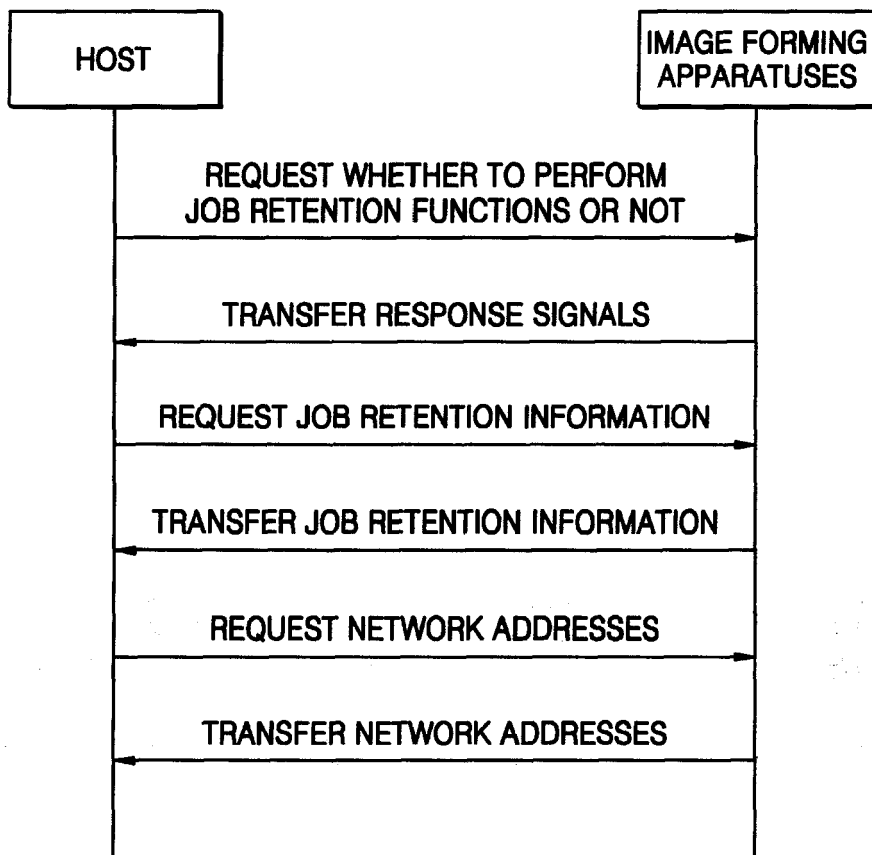 HOST
IMAGE FORMING
APPARATUSES
REQUEST WHETHER TO PERFORM
JOB RETENTION FUNCTIONS OR NOT
TRANSFER RESPONSE SIGNALS
REQUEST JOB RETENTION INFORMATION
TRANSFER JOB RETENTION INFORMATION
REQUEST NETWORK ADDRESSES
TRANSFER NETWORK ADDRESSES